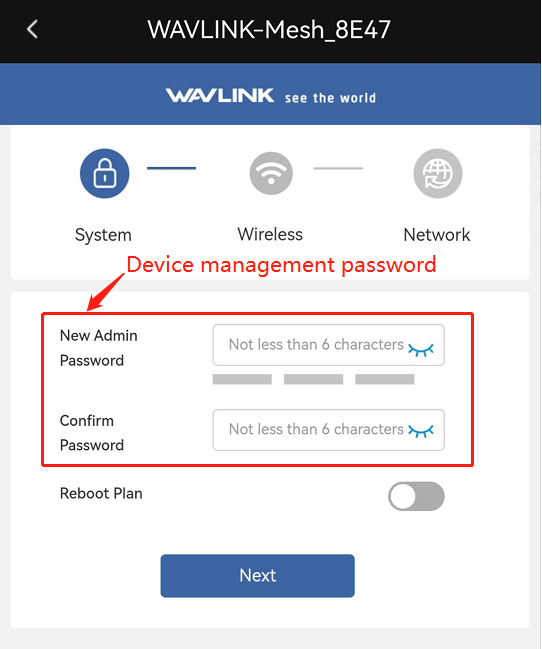 WAVLINK-Mesh_8E47
WAVLINK see the world
System Wireless Network
Device management password
New Admin
Password
Not less than 6 characters
Confirm
Password
Not less than 6 characters
Reboot Plan
Next